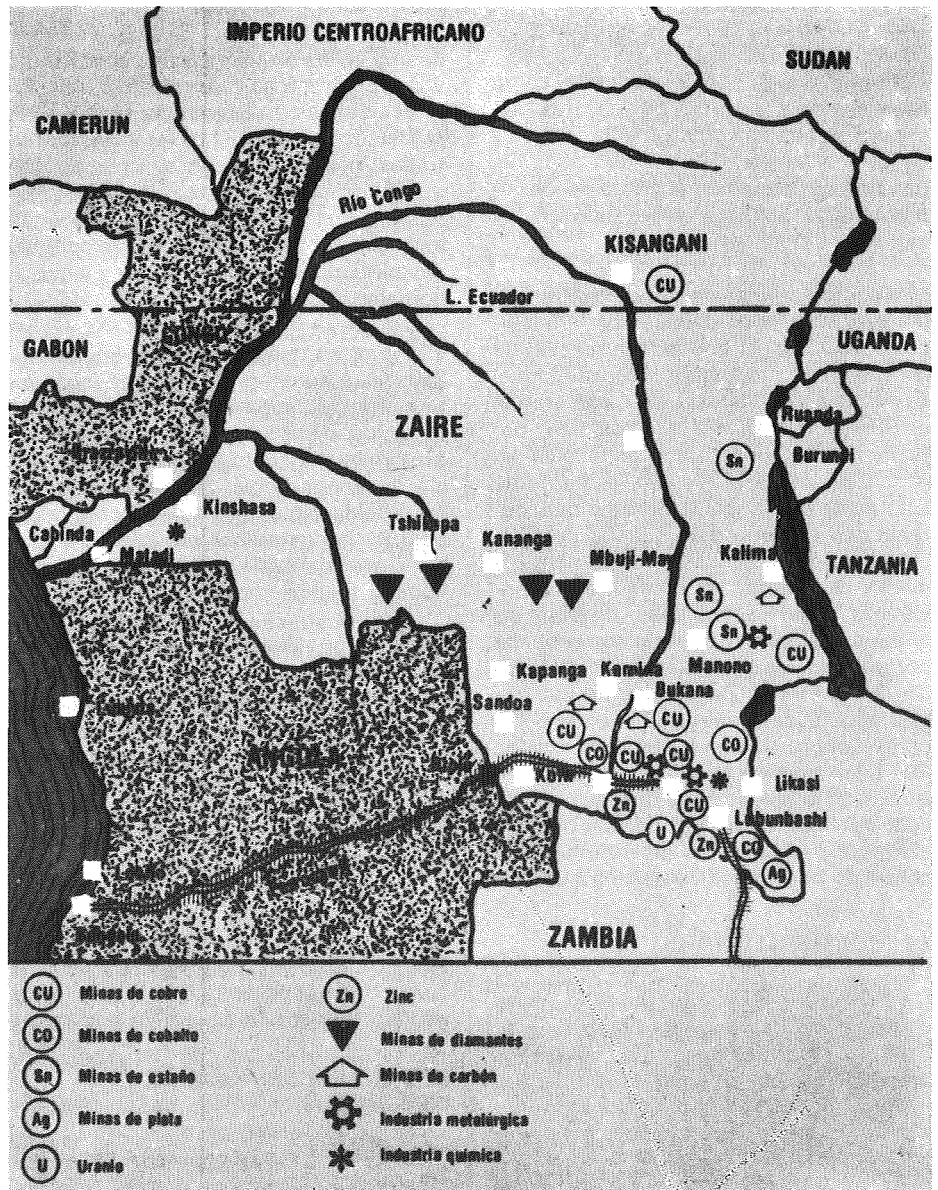 IMPERIO CENTROAFRICANO
SUDAN
CAMERUN
Río Congo
KISANGANI
CU
L. Ecuador
GABON
UGANDA
ZAIRE
Ruanda
Sn
Burundi
Cabinda
Kinshasa
Matadi
Tshikapa
Kananga
Mbuji-May
Kalima
TANZANIA
Sn
Sn
CU
Manono
Kapanga
Kamina
Bukana
Sandoa
CU
CU
CO
CO
CU
CU
Likasi
Zn
CU
Labunbashi
U
Zn
CO
Ag
ZAMBIA
CU Minas de cobre
CO Minas de cobalto
Sn Minas de estaño
Ag Minas de plata
U Uranio
Zn Zinc
Minas de diamantes
Minas de carbón
Industria metalúrgica
Industria química